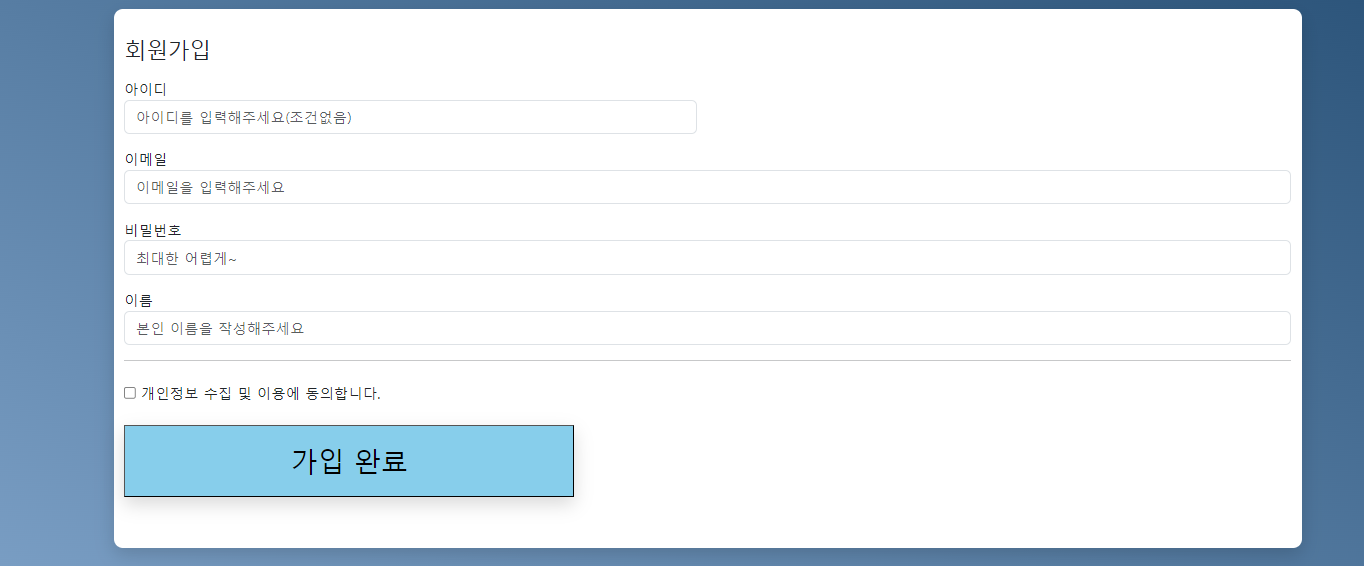 회원가입
아이디
아이디를 입력해주세요(조건없음)
이메일
이메일을 입력해주세요
비밀번호
최대한 어렵게~
이름
본인 이름을 작성해주세요
개인정보 수집 및 이용에 동의합니다.
가입 완료